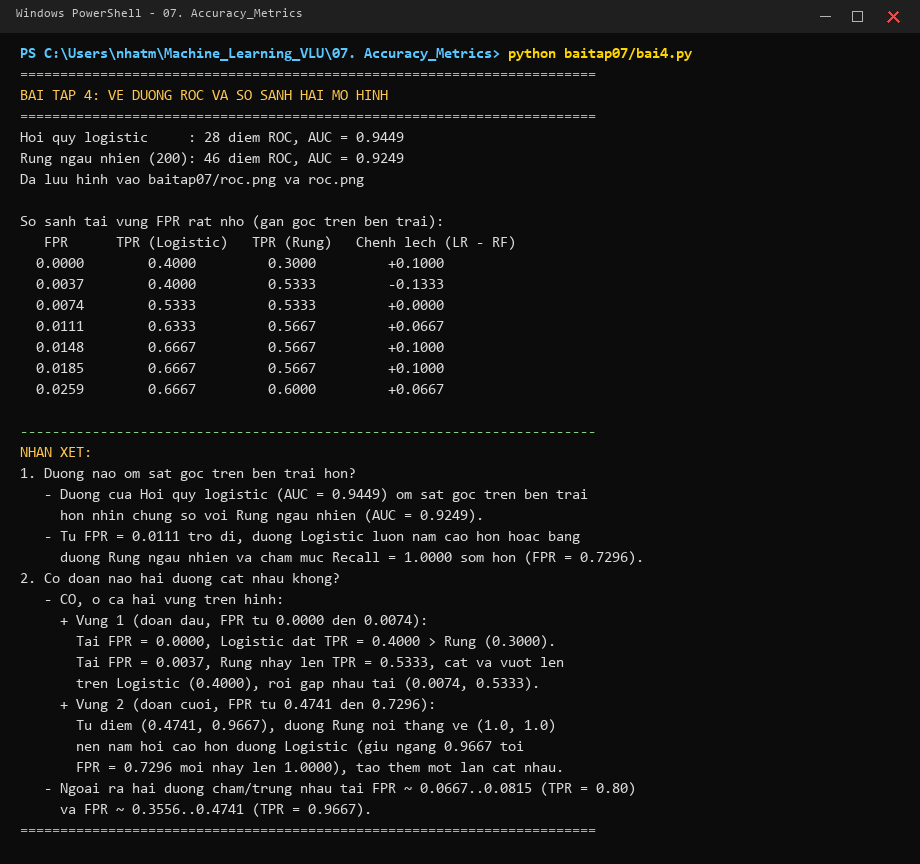 Windows PowerShell - 07. Accuracy_Metrics
PS C:\Users\nhatm\Machine_Learning_VLU\07. Accuracy_Metrics> python baitap07/bai4.py
========================================================================
BAI TAP 4: VE DUONG ROC VA SO SANH HAI MO HINH
========================================================================
Hoi quy logistic     : 28 diem ROC, AUC = 0.9449
Rung ngau nhien (200): 46 diem ROC, AUC = 0.9249
Da luu hinh vao baitap07/roc.png va roc.png
So sanh tai vung FPR rat nho (gan goc tren ben trai):
   FPR      TPR (Logistic)   TPR (Rung)   Chenh lech (LR - RF)
  0.0000        0.4000         0.3000         +0.1000
  0.0037        0.4000         0.5333         -0.1333
  0.0074        0.5333         0.5333         +0.0000
  0.0111        0.6333         0.5667         +0.0667
  0.0148        0.6667         0.5667         +0.1000
  0.0185        0.6667         0.5667         +0.1000
  0.0259        0.6667         0.6000         +0.0667
------------------------------------------------------------------------
NHAN XET:
1. Duong nao om sat goc tren ben trai hon?
   - Duong cua Hoi quy logistic (AUC = 0.9449) om sat goc tren ben trai
     hon nhin chung so voi Rung ngau nhien (AUC = 0.9249).
   - Tu FPR = 0.0111 tro di, duong Logistic luon nam cao hon hoac bang
     duong Rung ngau nhien va cham muc Recall = 1.0000 som hon (FPR = 0.7296).
2. Co doan nao hai duong cat nhau khong?
   - CO, o ca hai vung tren hinh:
     + Vung 1 (doan dau, FPR tu 0.0000 den 0.0074):
       Tai FPR = 0.0000, Logistic dat TPR = 0.4000 > Rung (0.3000).
       Tai FPR = 0.0037, Rung nhay len TPR = 0.5333, cat va vuot len
       tren Logistic (0.4000), roi gap nhau tai (0.0074, 0.5333).
     + Vung 2 (doan cuoi, FPR tu 0.4741 den 0.7296):
       Tu diem (0.4741, 0.9667), duong Rung noi thang ve (1.0, 1.0)
       nen nam hoi cao hon duong Logistic (giu ngang 0.9667 toi
       FPR = 0.7296 moi nhay len 1.0000), tao them mot lan cat nhau.
   - Ngoai ra hai duong cham/trung nhau tai FPR ~ 0.0667..0.0815 (TPR = 0.80)
     va FPR ~ 0.3556..0.4741 (TPR = 0.9667).
========================================================================